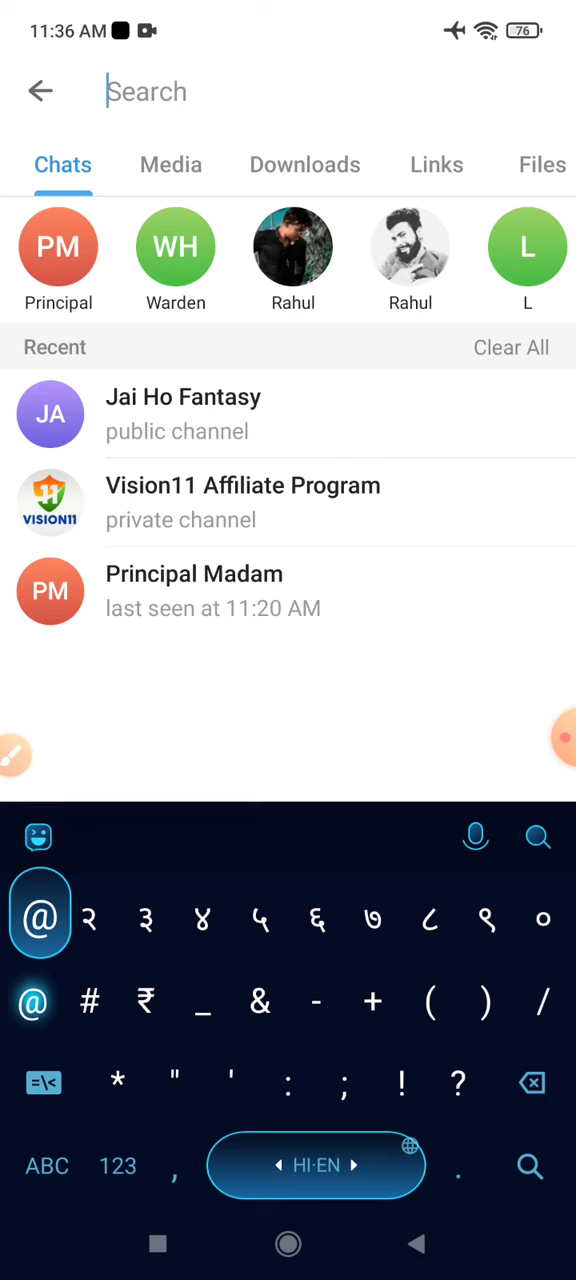 11:36 AM 76
Search
Chats Media Downloads Links Files
PM WH L
Principal Warden Rahul Rahul L
Recent Clear All
JA Jai Ho Fantasy
public channel
11 VISION11 Vision11 Affiliate Program
private channel
PM Principal Madam
last seen at 11:20 AM
@ २ ३ ४ ५ ६ ७ ८ ९ ०
@ # ₹ _ & - + ( ) /
=\< * " ' : ; ! ?
ABC 123 , HI·EN .